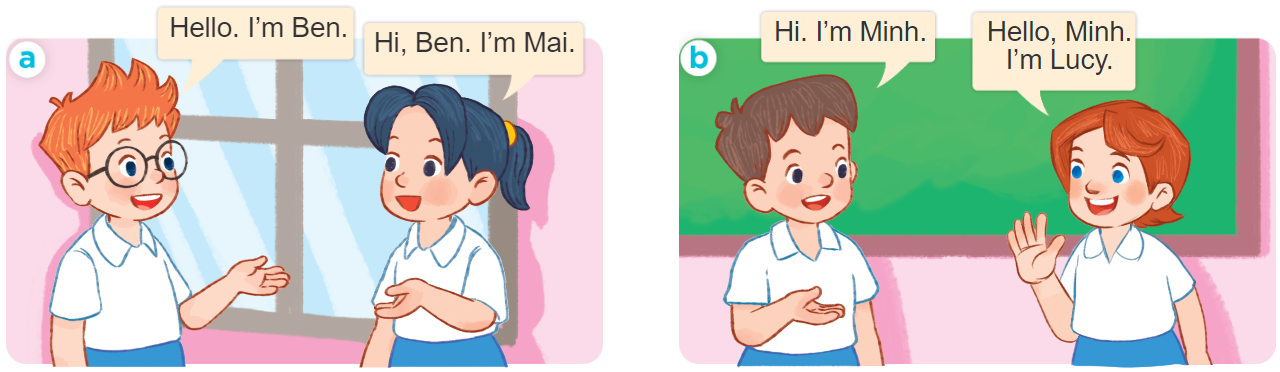 a
Hello. I'm Ben.
Hi, Ben. I'm Mai.
b
Hi. I'm Minh.
Hello, Minh.
I'm Lucy.